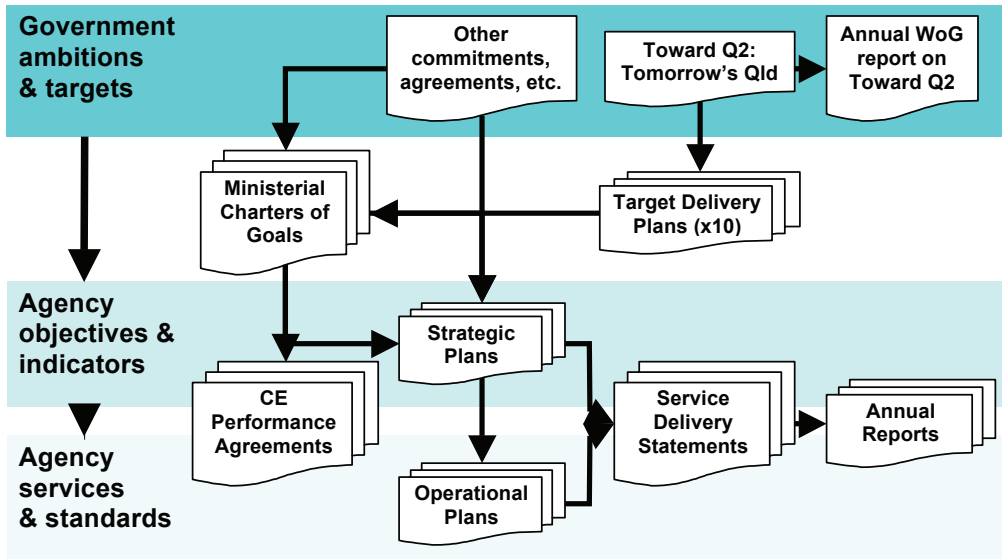 Government
ambitions
& targets
Other
commitments,
agreements, etc.
Toward Q2:
Tomorrow's Qld
Annual WoG
report on
Toward Q2
Ministerial
Charters of
Goals
Target Delivery
Plans (x10)
Agency
objectives &
indicators
Strategic
Plans
CE
Performance
Agreements
Service
Delivery
Statements
Annual
Reports
Agency
services
& standards
Operational
Plans